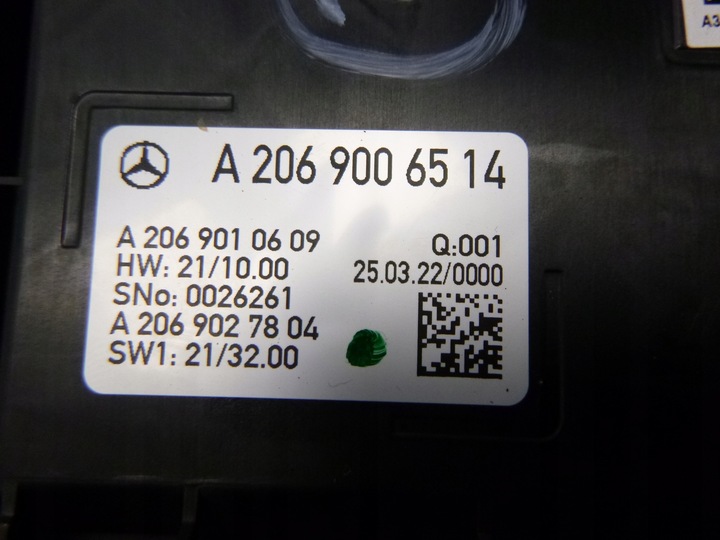 A3
A 206 900 65 14
A 206 901 06 09
Q:001
HW: 21/10.00
25.03.22/0000
SNo: 0026261
A 206 902 78 04
SW1: 21/32.00